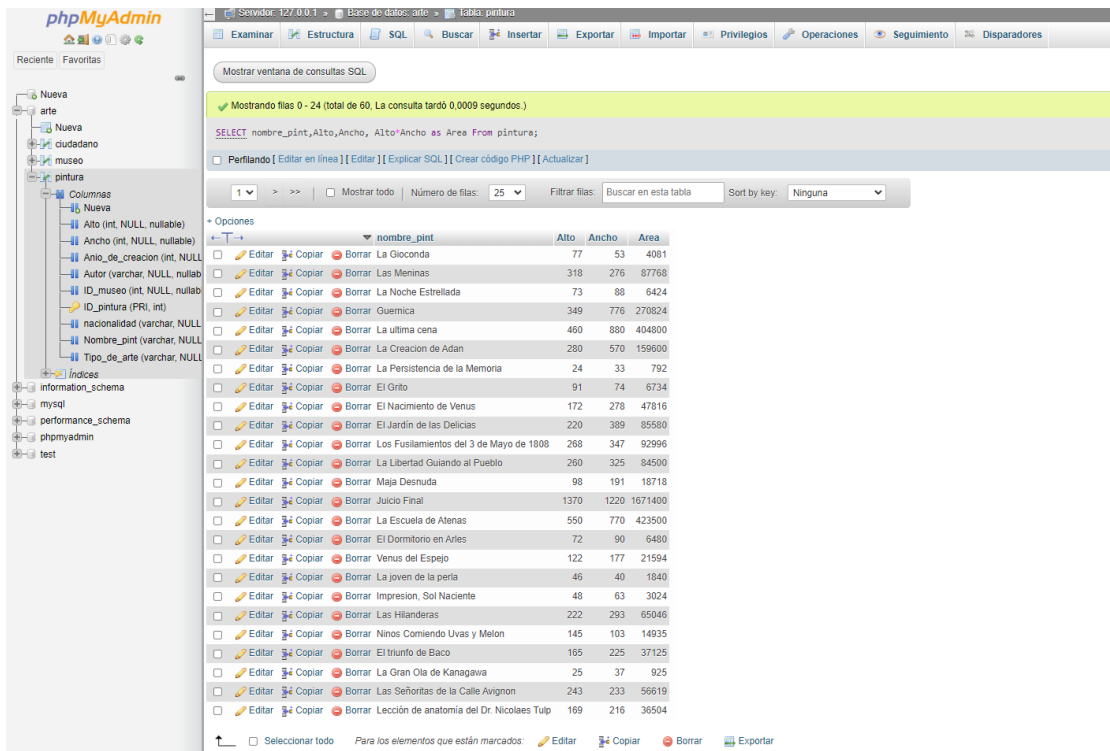 phpMyAdmin
Reciente Favoritas
Nueva
arte
Nueva
ciudadano
museo
pintura
Columnas
Nueva
Alto (int, NULL, nullable)
Ancho (int, NULL, nullable)
Anio_de_creacion (int, NULL
Autor (varchar, NULL, nullab
ID_museo (int, NULL, nullab
ID_pintura (PRI, int)
nacionalidad (varchar, NULL
Nombre_pint (varchar, NULL
Tipo_de_arte (varchar, NULL
Índices
information_schema
mysql
performance_schema
phpmyadmin
test
Servidor: 127.0.0.1 » Base de datos: arte » Tabla: pintura
Examinar Estructura SQL Buscar Insertar Exportar Importar Privilegios Operaciones Seguimiento Disparadores
Mostrar ventana de consultas SQL
Mostrando filas 0 - 24 (total de 60, La consulta tardó 0,0009 segundos.)
SELECT nombre_pint,Alto,Ancho, Alto*Ancho as Area From pintura;
Perfilando [ Editar en línea ] [ Editar ] [ Explicar SQL ] [ Crear código PHP ] [ Actualizar ]
1 > >> Mostrar todo Número de filas: 25 Filtrar filas: Buscar en esta tabla Sort by key: Ninguna
+ Opciones
←T→ nombre_pint Alto Ancho Area
Editar Copiar Borrar La Gioconda 77 53 4081
Editar Copiar Borrar Las Meninas 318 276 87768
Editar Copiar Borrar La Noche Estrellada 73 88 6424
Editar Copiar Borrar Guernica 349 776 270824
Editar Copiar Borrar La ultima cena 460 880 404800
Editar Copiar Borrar La Creacion de Adan 280 570 159600
Editar Copiar Borrar La Persistencia de la Memoria 24 33 792
Editar Copiar Borrar El Grito 91 74 6734
Editar Copiar Borrar El Nacimiento de Venus 172 278 47816
Editar Copiar Borrar El Jardín de las Delicias 220 389 85580
Editar Copiar Borrar Los Fusilamientos del 3 de Mayo de 1808 268 347 92996
Editar Copiar Borrar La Libertad Guiando al Pueblo 260 325 84500
Editar Copiar Borrar Maja Desnuda 98 191 18718
Editar Copiar Borrar Juicio Final 1370 1220 1671400
Editar Copiar Borrar La Escuela de Atenas 550 770 423500
Editar Copiar Borrar El Dormitorio en Arles 72 90 6480
Editar Copiar Borrar Venus del Espejo 122 177 21594
Editar Copiar Borrar La joven de la perla 46 40 1840
Editar Copiar Borrar Impresion, Sol Naciente 48 63 3024
Editar Copiar Borrar Las Hilanderas 222 293 65046
Editar Copiar Borrar Ninos Comiendo Uvas y Melon 145 103 14935
Editar Copiar Borrar El triunfo de Baco 165 225 37125
Editar Copiar Borrar La Gran Ola de Kanagawa 25 37 925
Editar Copiar Borrar Las Señoritas de la Calle Avignon 243 233 56619
Editar Copiar Borrar Lección de anatomía del Dr. Nicolaes Tulp 169 216 36504
Seleccionar todo Para los elementos que están marcados: Editar Copiar Borrar Exportar